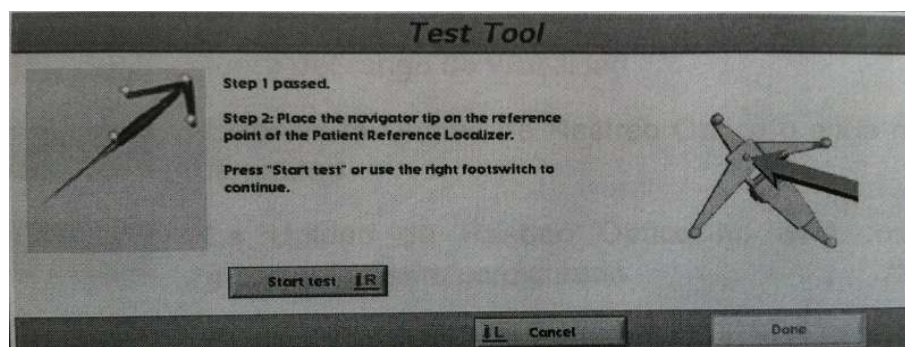 Test Tool
Step 1 passed.
Step 2: Place the navigator tip on the reference
point of the Patient Reference Localizer.
Press "Start test" or use the right footswitch to
continue.
Start test R
L Cancel
Done